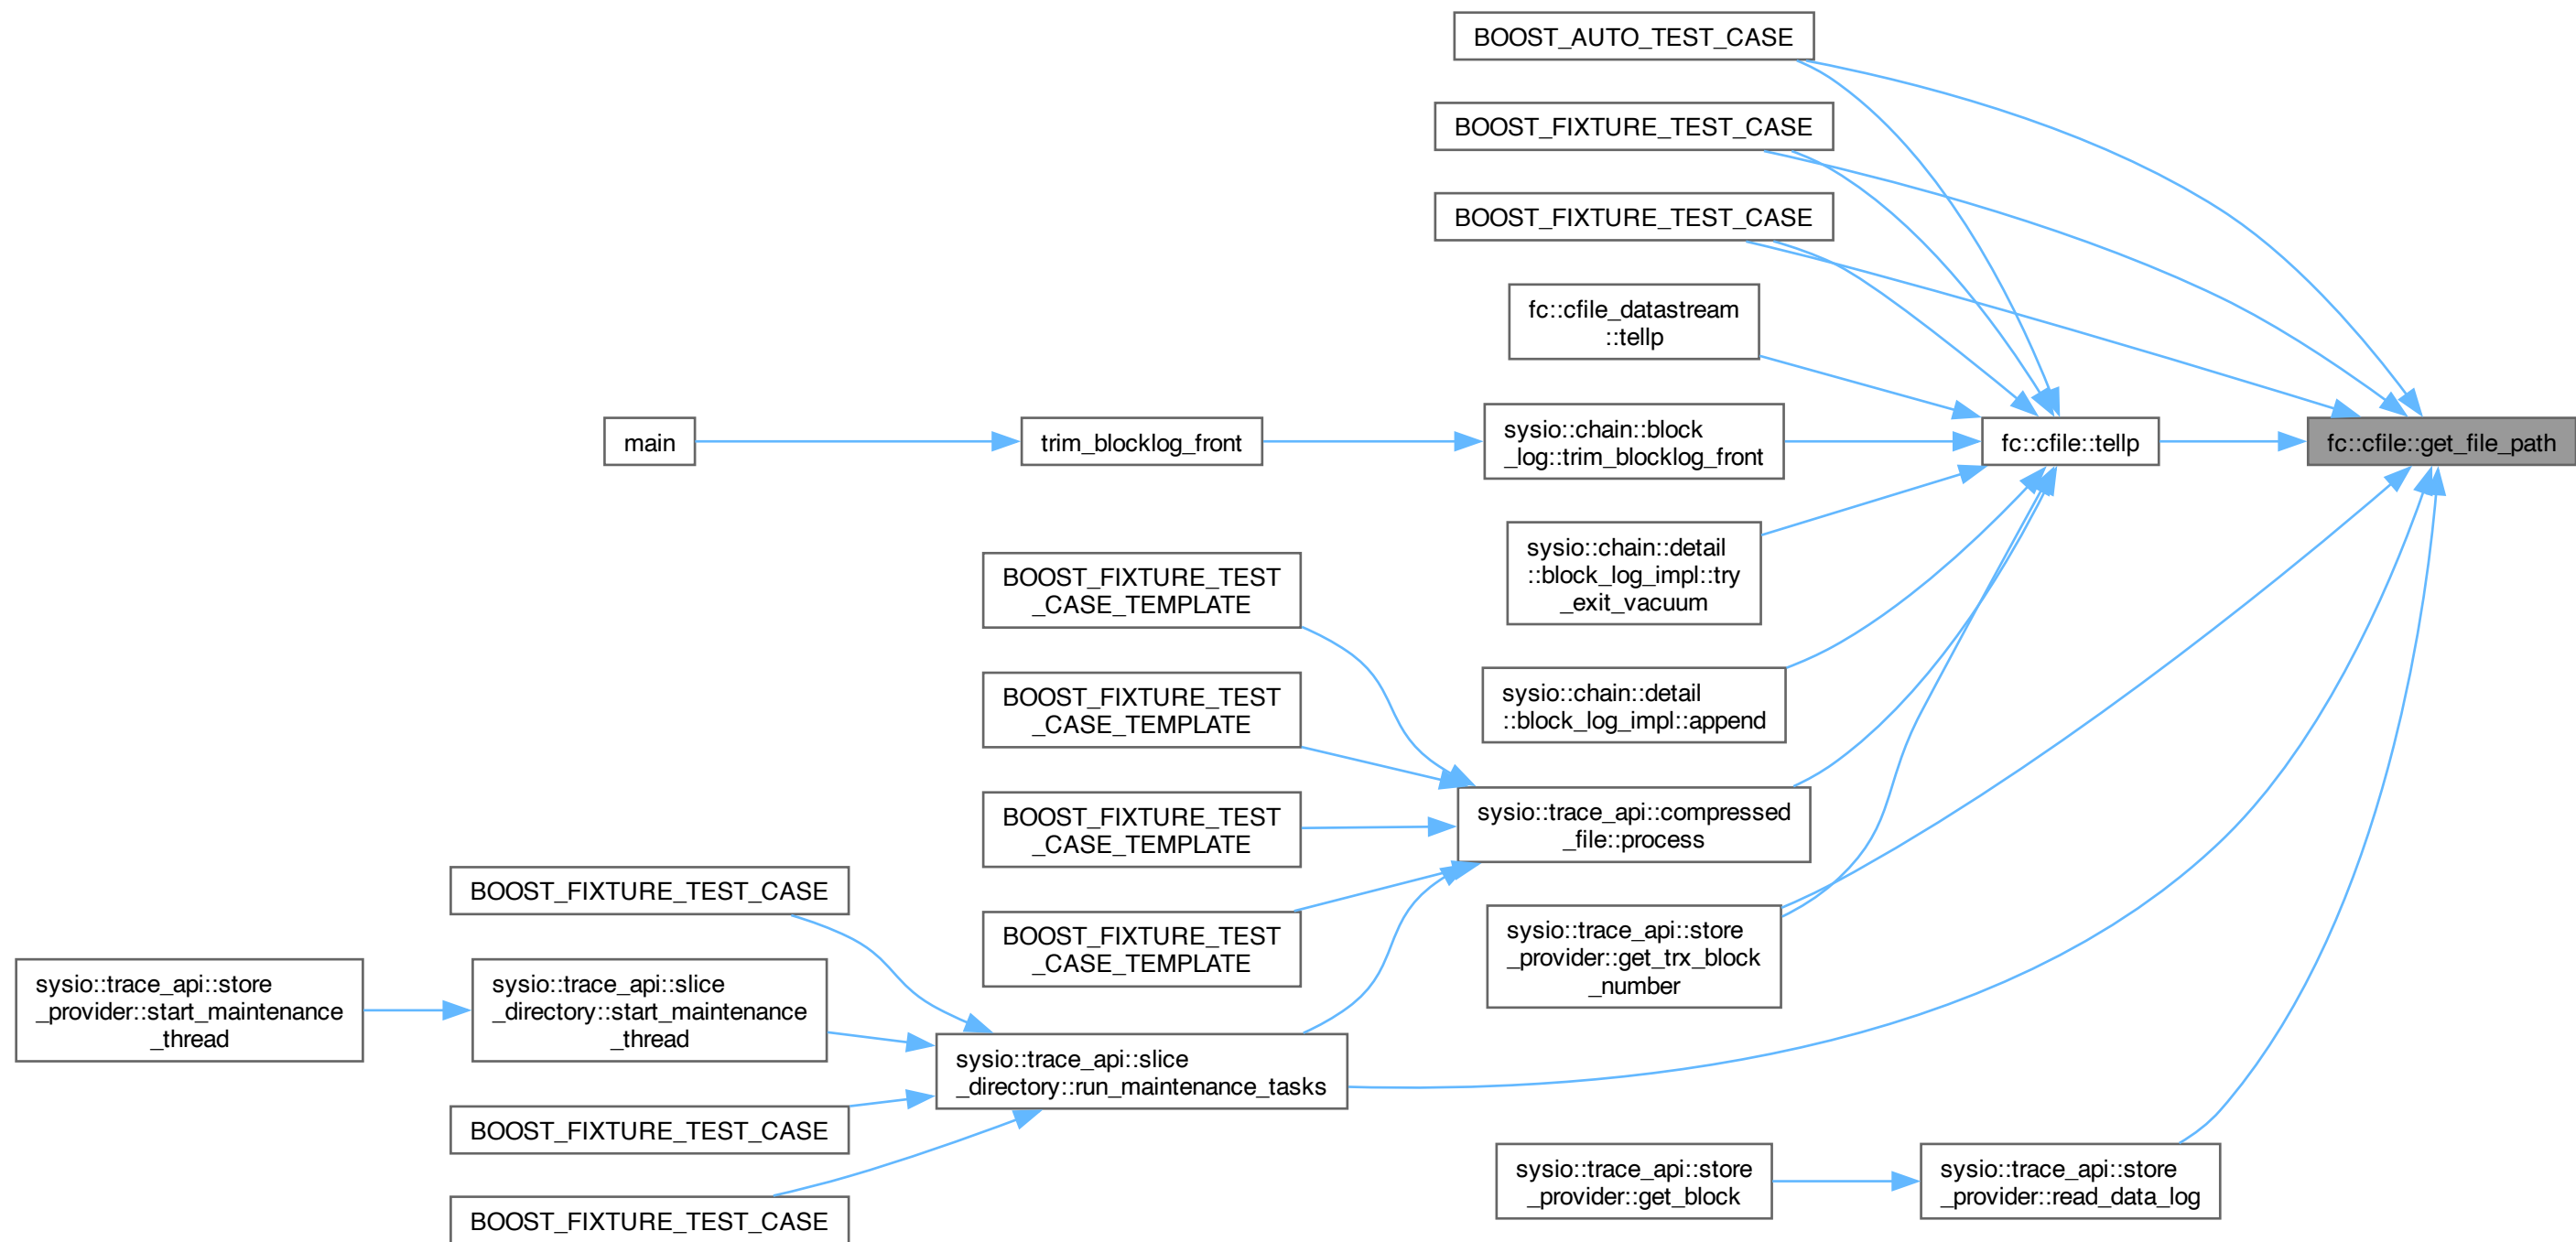 BOOST_AUTO_TEST_CASE
BOOST_FIXTURE_TEST_CASE
BOOST_FIXTURE_TEST_CASE
fc::cfile_datastream
::tellp
main
trim_blocklog_front
sysio::chain::block
_log::trim_blocklog_front
fc::cfile::tellp
fc::cfile::get_file_path
sysio::chain::detail
::block_log_impl::try
_exit_vacuum
BOOST_FIXTURE_TEST
_CASE_TEMPLATE
sysio::chain::detail
::block_log_impl::append
BOOST_FIXTURE_TEST
_CASE_TEMPLATE
BOOST_FIXTURE_TEST
_CASE_TEMPLATE
sysio::trace_api::compressed
_file::process
BOOST_FIXTURE_TEST_CASE
BOOST_FIXTURE_TEST
_CASE_TEMPLATE
sysio::trace_api::store
_provider::get_trx_block
_number
sysio::trace_api::store
_provider::start_maintenance
_thread
sysio::trace_api::slice
_directory::start_maintenance
_thread
sysio::trace_api::slice
_directory::run_maintenance_tasks
BOOST_FIXTURE_TEST_CASE
sysio::trace_api::store
_provider::get_block
sysio::trace_api::store
_provider::read_data_log
BOOST_FIXTURE_TEST_CASE